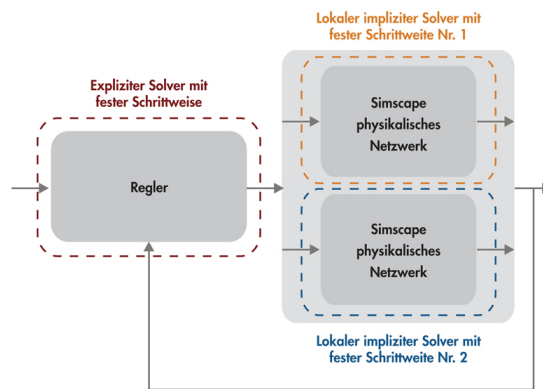 Lokaler impliziter Solver mit
fester Schrittweite Nr. 1
Expliziter Solver mit
fester Schrittweise
Simscape
physikalisches
Netzwerk
Regler
Simscape
physikalisches
Netzwerk
Lokaler impliziter Solver mit
fester Schrittweite Nr. 2